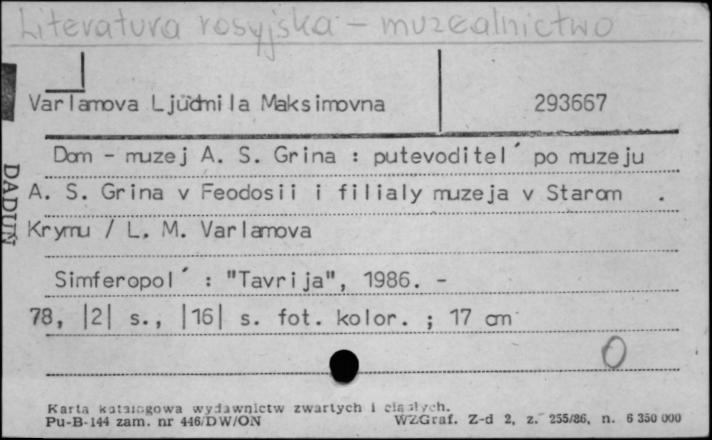 Literatura rosyjska - muzealnictwo
Varlamova Ljudmila Maksimovna
293667
Dom - muzej A. S. Grina : putevoditel´ po muzeju
A. S. Grina v Feodosii i filialy muzeja v Starom .
Krymu / L. M. Varlamova
Simferopol´ : "Tavrija", 1986. -
78, |2| s., |16| s. fot. kolor. ; 17 cm
0
DADUŃ
Karta katalogowa wydawnictw zwartych i ciągłych.
Pu-B-144 zam. nr 446/DW/ON
WZGraf. Z-d 2, z. 255/86, n. 6 350 000